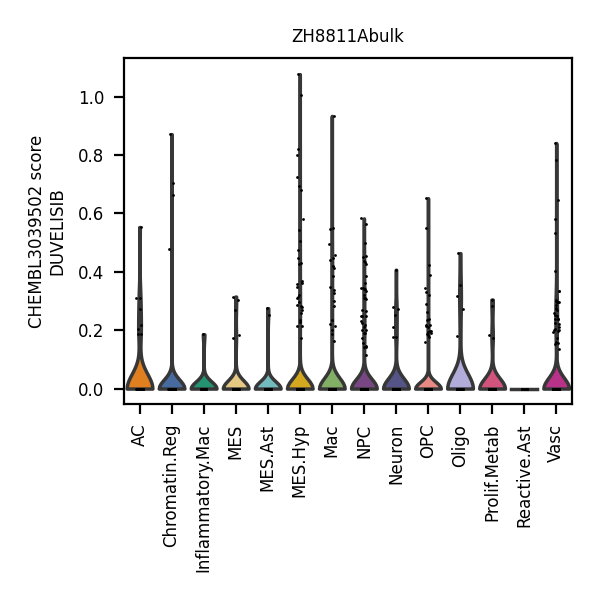 ZH8811Abulk
CHEMBL3039502 score
DUVELISIB
1.0
0.8
0.6
0.4
0.2
0.0
AC
Chromatin.Reg
Inflammatory.Mac
MES
MES.Ast
MES.Hyp
Mac
NPC
Neuron
OPC
Oligo
Prolif.Metab
Reactive.Ast
Vasc